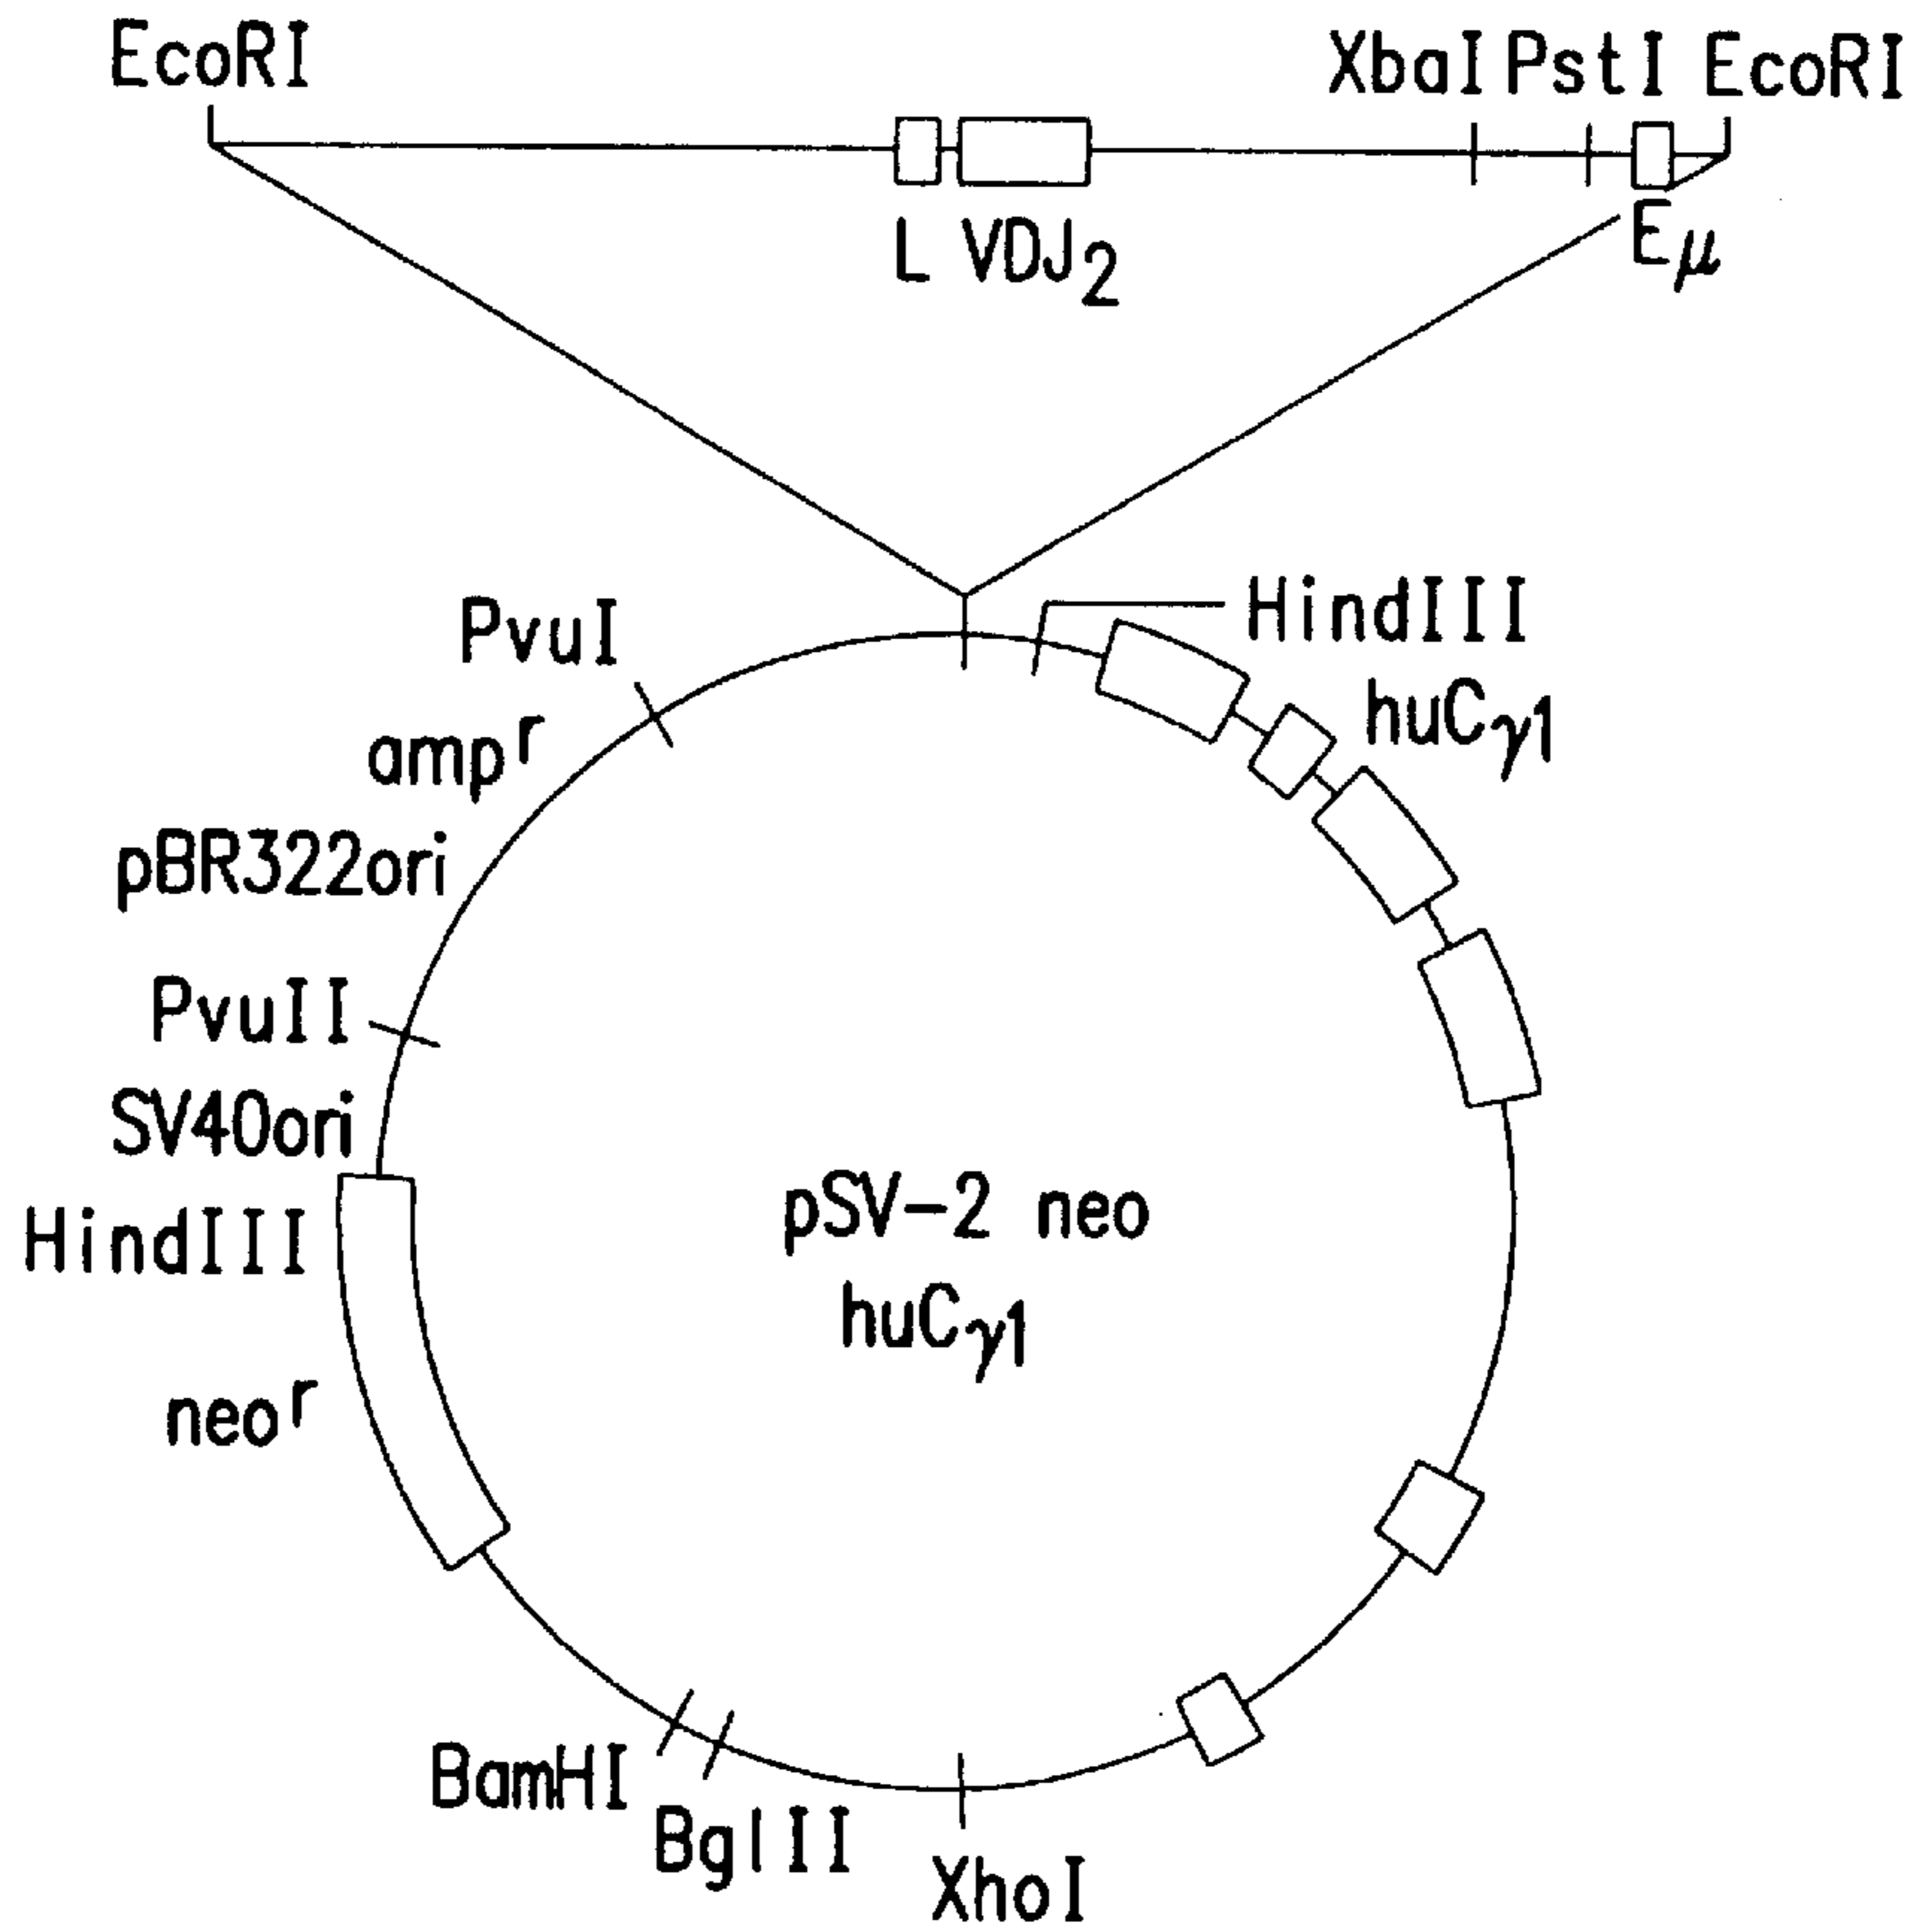 EcoRI
XbaI PstI EcoRI
L VDJ₂
Eμ
PvuI
HindIII
huCγ1
ampʳ
pBR322ori
PvuII
SV40ori
HindIII
pSV-2 neo
huCγ1
neoʳ
BamHI
BglII
XhoI